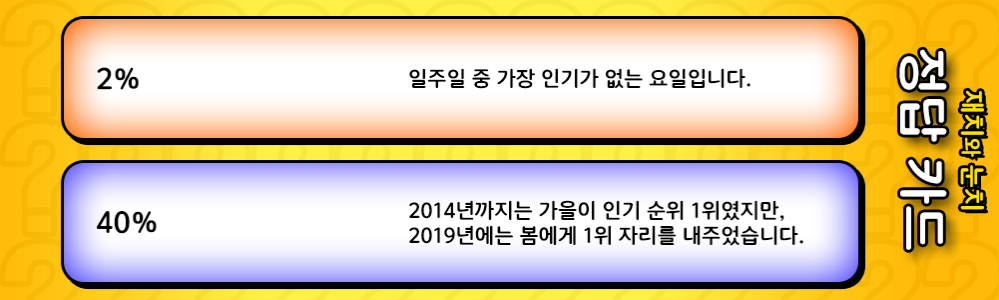 2%
일주일 중 가장 인기가 없는 요일입니다.
40%
2014년까지는 가을이 인기 순위 1위였지만,
2019년에는 봄에게 1위 자리를 내주었습니다.
재치와 눈치
정답 카드